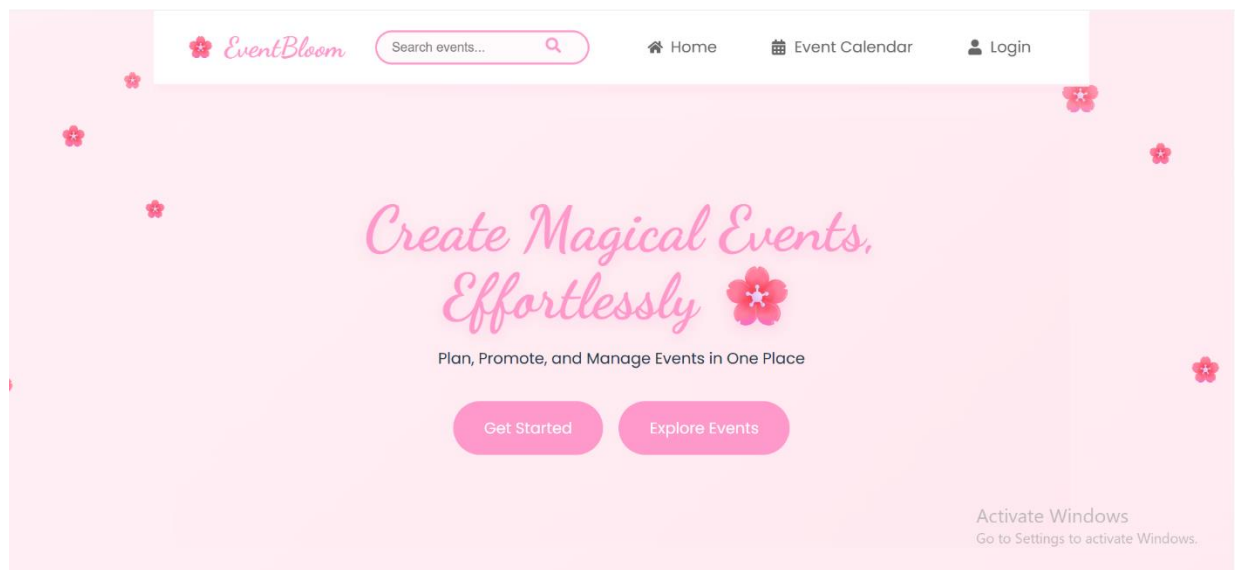 EventBloom
Search events...
Home
Event Calendar
Login
Create Magical Events,
Effortlessly
Plan, Promote, and Manage Events in One Place
Get Started
Explore Events
Activate Windows
Go to Settings to activate Windows.